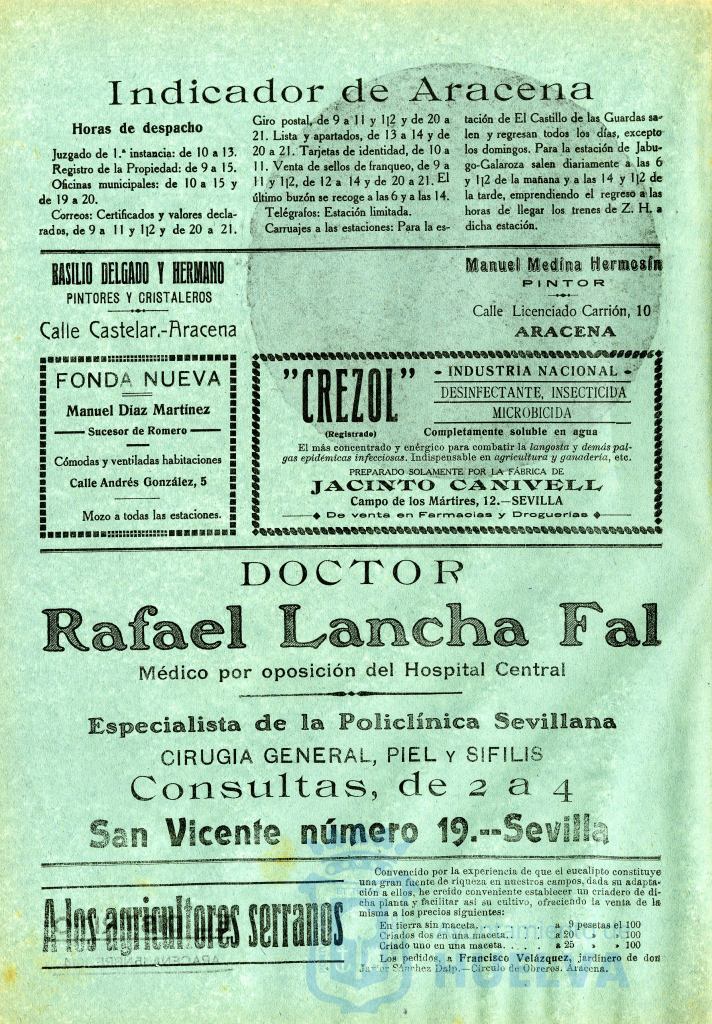 Indicador de Aracena
Horas de despacho
Juzgado de 1.ª instancia: de 10 a 13.
Registro de la Propiedad: de 9 a 15.
Oficinas municipales: de 10 a 15 y
de 19 a 20.
Correos: Certificados y valores decla-
rados, de 9 a 11 y 1|2 y de 20 a 21.
Giro postal, de 9 a 11 y 1|2 y de 20 a
21. Lista y apartados, de 13 a 14 y de
20 a 21. Tarjetas de identidad, de 10 a
11. Venta de sellos de franqueo, de 9 a
11 y 1|2, de 12 a 14 y de 20 a 21. El
último buzón se recoge a las 6 y a las 14.
Telégrafos: Estación limitada.
Carruajes a las estaciones: Para la es-
tación de El Castillo de las Guardas sa-
len y regresan todos los días, excepto
los domingos. Para la estación de Jabu-
go-Galaroza salen diariamente a las 6
y 1|2 de la mañana y a las 14 y 1|2 de
la tarde, emprendiendo el regreso a las
horas de llegar los trenes de Z. H. a
dicha estación.
BASILIO DELGADO Y HERMANO
PINTORES Y CRISTALEROS
Calle Castelar.-Aracena
Manuel Medina Hermosín
PINTOR
Calle Licenciado Carrión, 10
ARACENA
FONDA NUEVA
Manuel Diaz Martínez
Sucesor de Romero
Cómodas y ventiladas habitaciones
Calle Andrés González, 5
Mozo a todas las estaciones.
"CREZOL"
(Registrado)
INDUSTRIA NACIONAL
DESINFECTANTE, INSECTICIDA
MICROBICIDA
Completamente soluble en agua
El más concentrado y enérgico para combatir la langosta y demás pal-
gas epidémicas infecciosas. Indispensable en agricultura y ganadería, etc.
PREPARADO SOLAMENTE POR LA FÁBRICA DE
JACINTO CANIVELL
Campo de los Mártires, 12.—SEVILLA
De venta en Farmacias y Droguerías
DOCTOR
Rafael Lancha Fal
Médico por oposición del Hospital Central
Especialista de la Policlínica Sevillana
CIRUGIA GENERAL, PIEL Y SIFILIS
Consultas, de 2 a 4
San Vicente número 19.--Sevilla
A los agricultores serranos
Convencido por la experiencia de que el eucalipto constituye
una gran fuente de riqueza en nuestros campos, dada su adapta-
ción a ellos, he creído conveniente establecer un criadero de di-
cha planta y facilitar así su cultivo, ofreciendo la venta de la
misma a los precios siguientes:
En tierra sin maceta. . . . . a 9 pesetas el 100
Criados dos en una maceta. . . . a 20 » » 100
Criado uno en una maceta. . . . . a 25 » » 100
Los pedidos, a Francisco Velázquez, jardinero de don
Javier Sánchez Dalp.—Círculo de Obreros. Aracena.
HUELVA